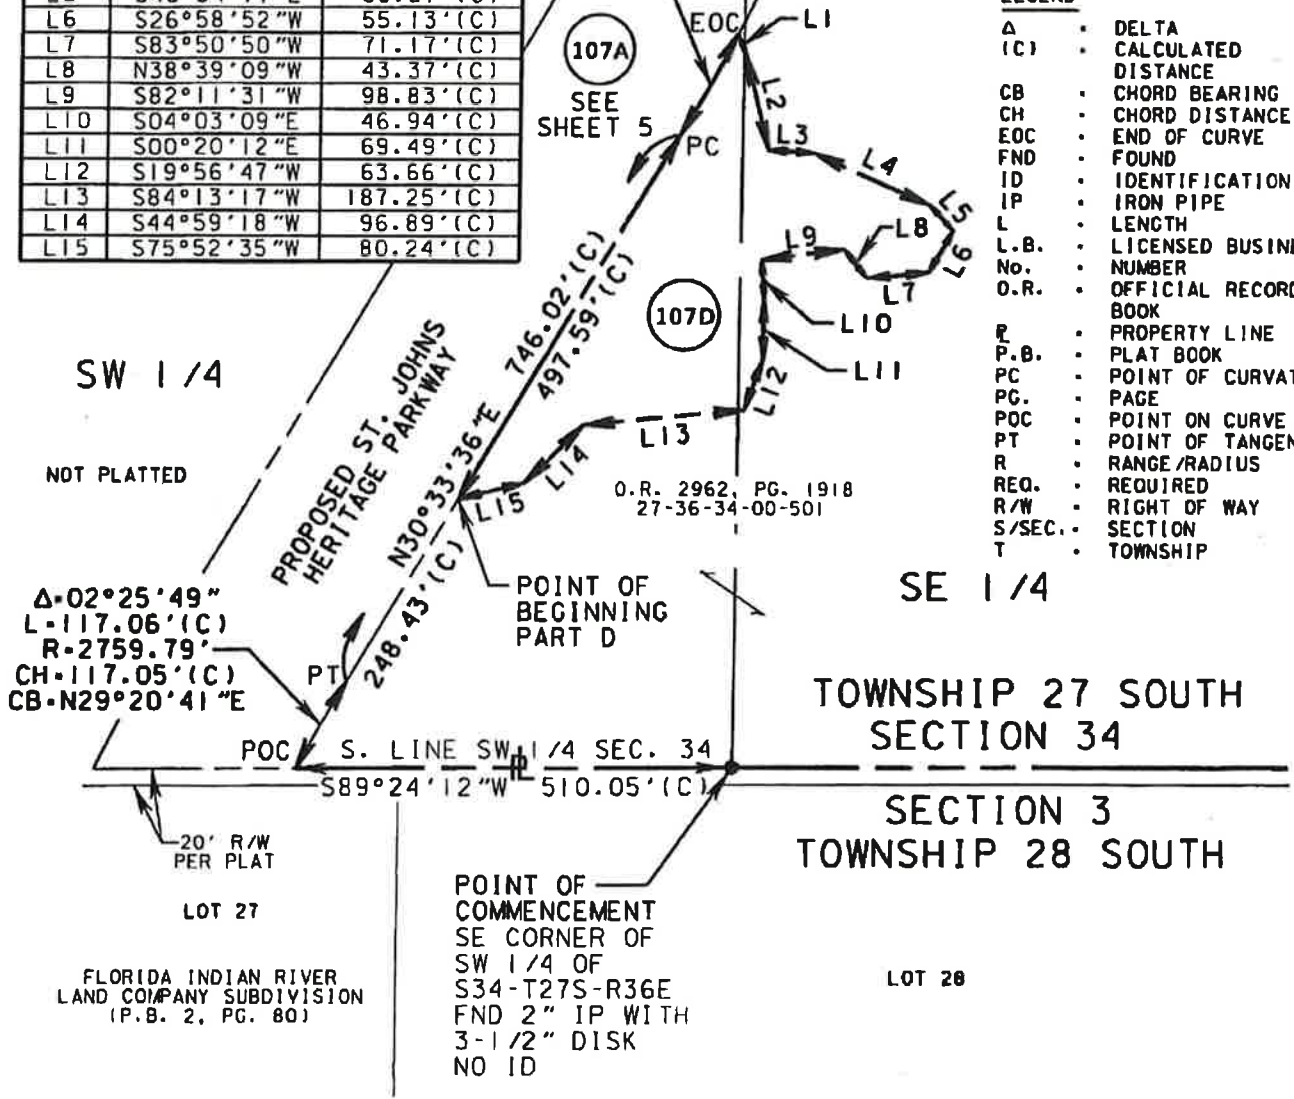 L6 S26°58'52"W 55.13'(C)
L7 S83°50'50"W 71.17'(C)
L8 N38°39'09"W 43.37'(C)
L9 S82°11'31"W 98.83'(C)
L10 S04°03'09"E 46.94'(C)
L11 S00°20'12"E 69.49'(C)
L12 S19°56'47"W 63.66'(C)
L13 S84°13'17"W 187.25'(C)
L14 S44°59'18"W 96.89'(C)
L15 S75°52'35"W 80.24'(C)
107A
SEE
SHEET 5
EOC
L1
L2
L3
L4
L5
L6
L7
L8
L9
L10
L11
L12
L13
L14
L15
PC
107D
746.02'(C)
497.59'(C)
N30°33'36"E
248.43'(C)
PROPOSED ST. JOHNS
HERITAGE PARKWAY
SW 1/4
NOT PLATTED
O.R. 2962, PG. 1918
27-36-34-00-501
Δ=02°25'49"
L=117.06'(C)
R=2759.79'
CH=117.05'(C)
CB=N29°20'41"E
PT
POINT OF
BEGINNING
PART D
POC
S. LINE SW 1/4 SEC. 34
S89°24'12"W 510.05'(C)
20' R/W
PER PLAT
LOT 27
FLORIDA INDIAN RIVER
LAND COMPANY SUBDIVISION
(P.B. 2, PG. 80)
POINT OF
COMMENCEMENT
SE CORNER OF
SW 1/4 OF
S34-T27S-R36E
FND 2" IP WITH
3-1/2" DISK
NO ID
SE 1/4
TOWNSHIP 27 SOUTH
SECTION 34
SECTION 3
TOWNSHIP 28 SOUTH
LOT 28
Δ = DELTA
(C) = CALCULATED
DISTANCE
CB = CHORD BEARING
CH = CHORD DISTANCE
EOC = END OF CURVE
FND = FOUND
ID = IDENTIFICATION
IP = IRON PIPE
L = LENGTH
L.B. = LICENSED BUSIN
No. = NUMBER
O.R. = OFFICIAL RECOR
BOOK
℄ = PROPERTY LINE
P.B. = PLAT BOOK
PC = POINT OF CURVA
PG. = PAGE
POC = POINT ON CURVE
PT = POINT OF TANGEN
R = RANGE/RADIUS
REQ. = REQUIRED
R/W = RIGHT OF WAY
S/SEC. = SECTION
T = TOWNSHIP